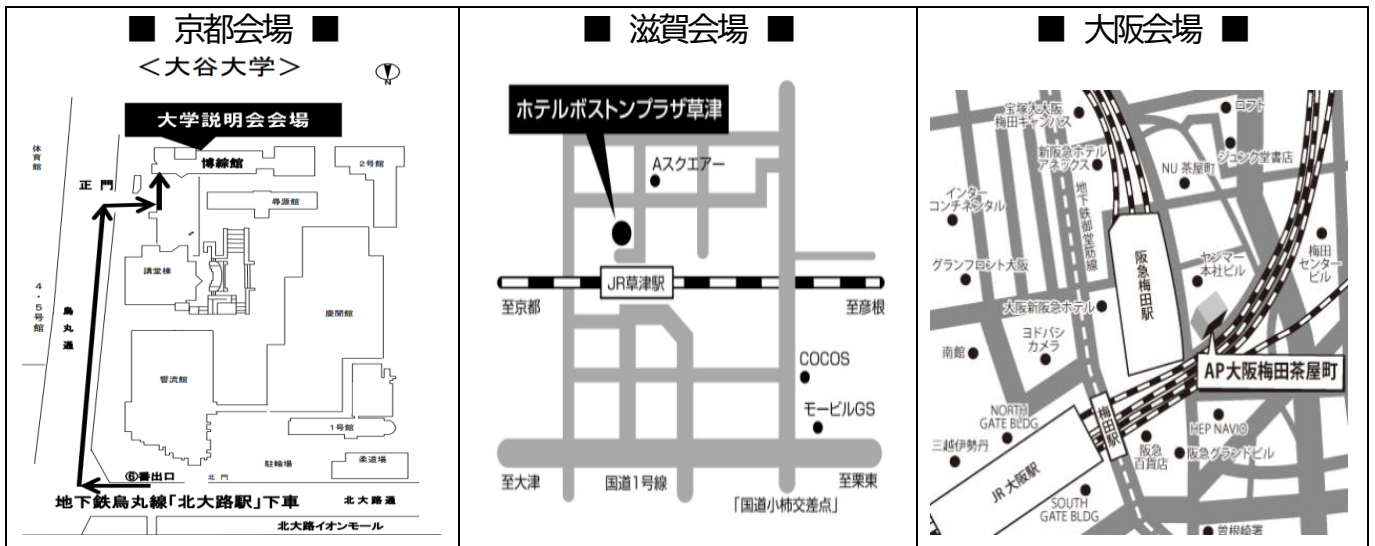 ■ 京都会場 ■
<大谷大学>
N
大学説明会会場
体育館
博綜館
2号館
正門
尋源館
講堂棟
4・5号館
烏丸通
慶聞館
響流館
1号館
⑥番出口
北門
駐輪場
柔道場
地下鉄烏丸線「北大路駅」下車
北大路通
北大路イオンモール
■ 滋賀会場 ■
ホテルボストンプラザ草津
Aスクエアー
JR草津駅
至京都
至彦根
COCOS
モービルGS
至大津
国道1号線
至栗東
「国道小柿交差点」
■ 大阪会場 ■
宝塚大大阪
梅田キャンパス
ロフト
新阪急ホテル
アネックス
ジュンク堂書店
NU 茶屋町
インター
コンチネンタル
地下鉄御堂筋線
グランフロント大阪
阪急梅田駅
ヤンマー
本社ビル
梅田
センター
ビル
大阪新阪急ホテル
ヨドバシ
カメラ
南館
AP大阪梅田茶屋町
NORTH
GATE BLDG
梅田駅
HEP NAVIO
三越伊勢丹
阪急
百貨店
阪急グランドビル
JR 大阪駅
SOUTH
GATE BLDG
曽根崎署